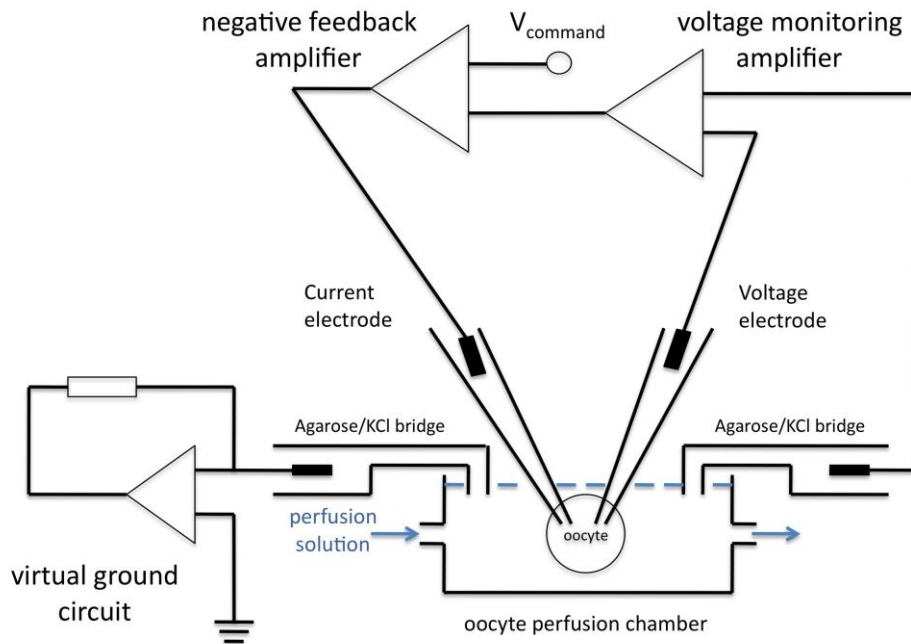 negative feedback
amplifier
V_command
voltage monitoring
amplifier
Current
electrode
Voltage
electrode
Agarose/KCl bridge
Agarose/KCl bridge
perfusion
solution
oocyte
virtual ground
circuit
oocyte perfusion chamber